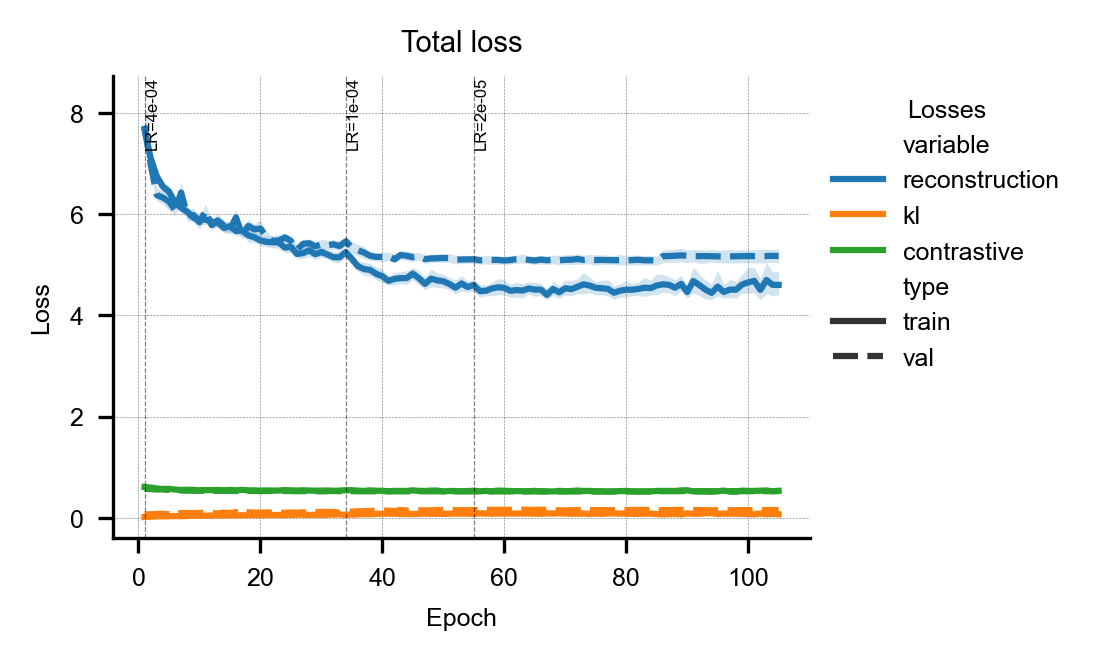 Total loss
LR=4e-04
LR=1e-04
LR=2e-05
8
6
4
2
0
Loss
0 20 40 60 80 100
Epoch
Losses
variable
reconstruction
kl
contrastive
type
train
val